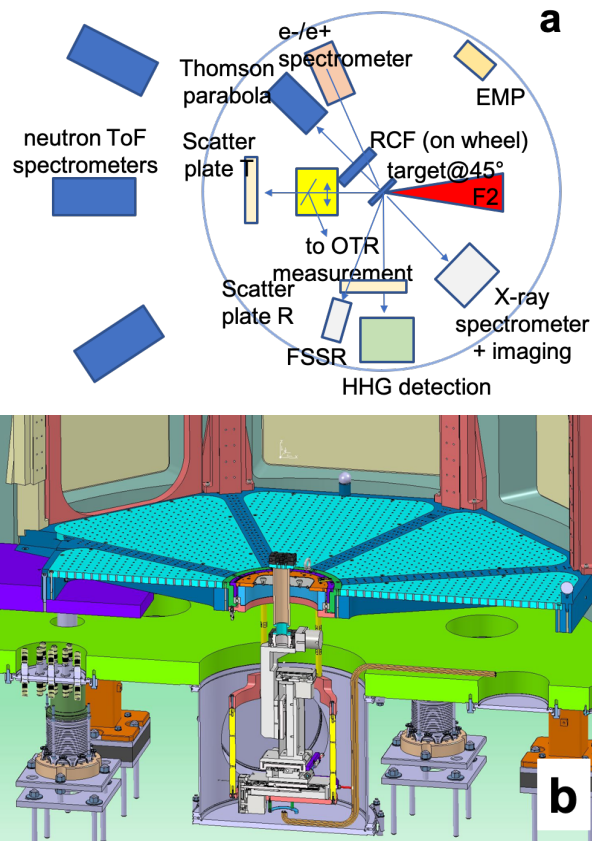 a
e-/e+
spectrometer
Thomson
parabola
EMP
neutron ToF
spectrometers
Scatter
plate T
RCF (on wheel)
target@45°
F2
to OTR
measurement
Scatter
plate R
X-ray
spectrometer
+ imaging
FSSR
HHG detection
b